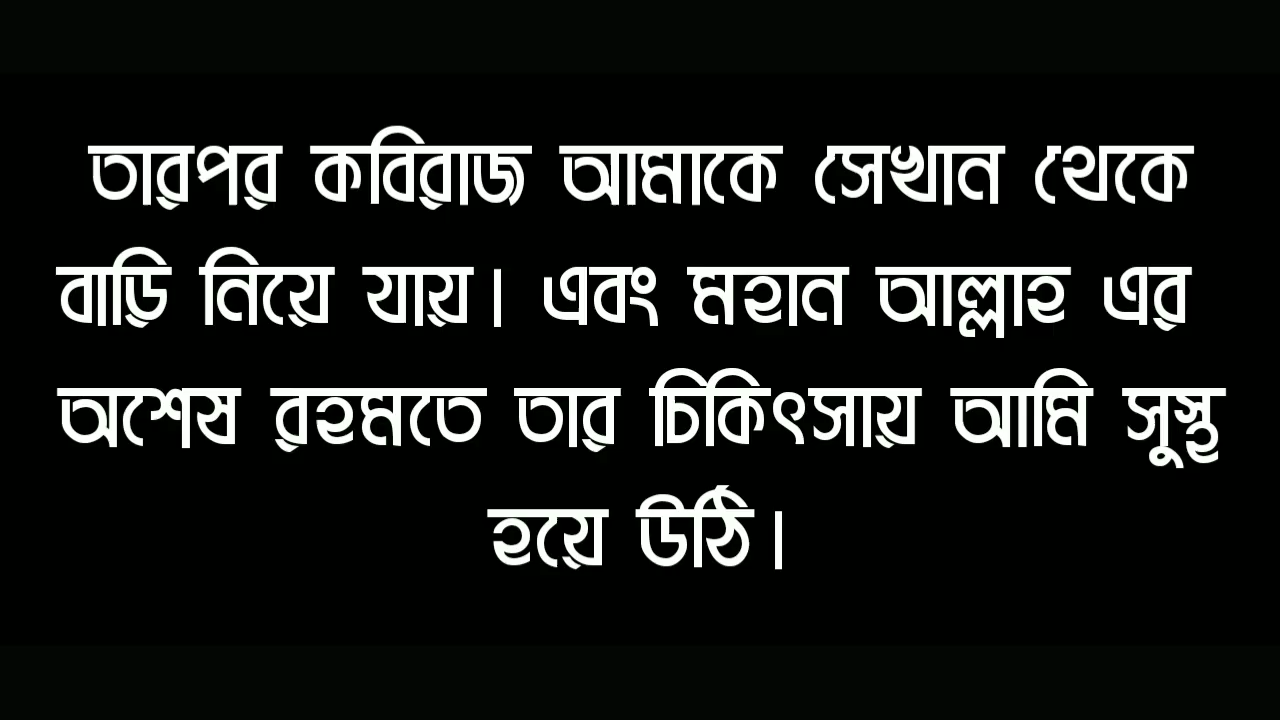 তারপর কবিরাজ আমাকে সেখান থেকে
বাড়ি নিয়ে যায়। এবং মহান আল্লাহ এর
অশেষ রহমতে তার চিকিৎসায় আমি সুস্থ
হয়ে উঠি।